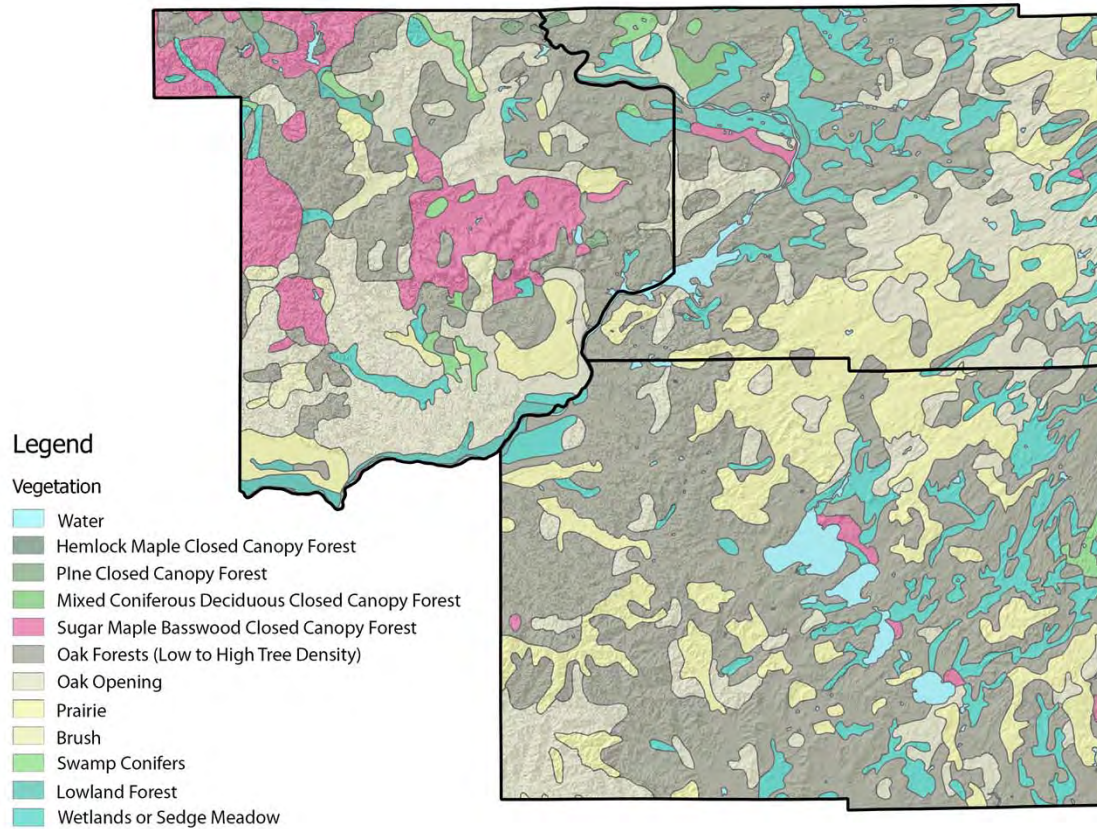 Legend
Vegetation
Water
Hemlock Maple Closed Canopy Forest
PIne Closed Canopy Forest
Mixed Coniferous Deciduous Closed Canopy Forest
Sugar Maple Basswood Closed Canopy Forest
Oak Forests (Low to High Tree Density)
Oak Opening
Prairie
Brush
Swamp Conifers
Lowland Forest
Wetlands or Sedge Meadow